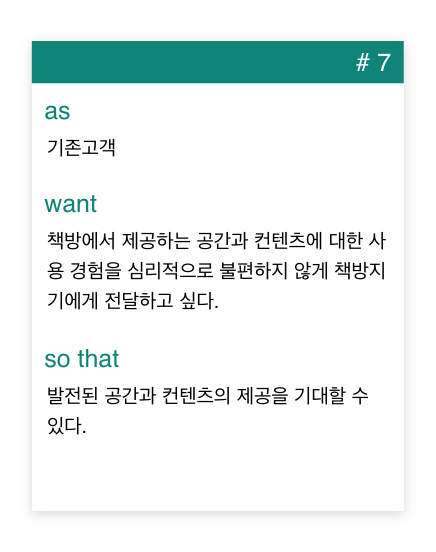 # 7
as
기존고객
want
책방에서 제공하는 공간과 컨텐츠에 대한 사
용 경험을 심리적으로 불편하지 않게 책방지
기에게 전달하고 싶다.
so that
발전된 공간과 컨텐츠의 제공을 기대할 수
있다.